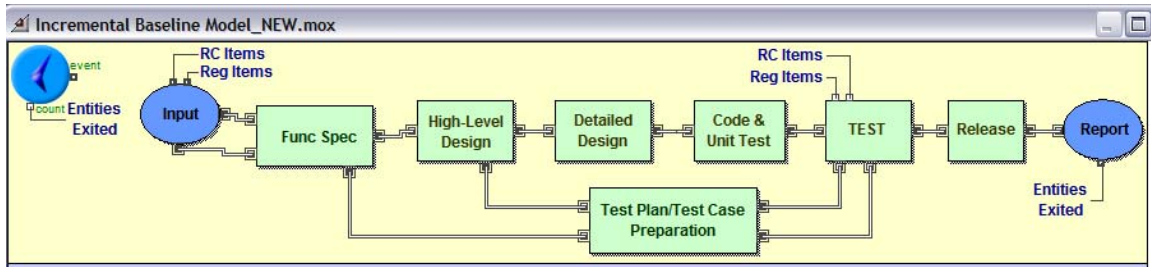 Incremental Baseline Model_NEW.mox
event
count
Entities
Exited
RC Items
Reg Items
Input
Func Spec
High-Level
Design
Detailed
Design
Code &
Unit Test
RC Items
Reg Items
TEST
Release
Report
Entities
Exited
Test Plan/Test Case
Preparation